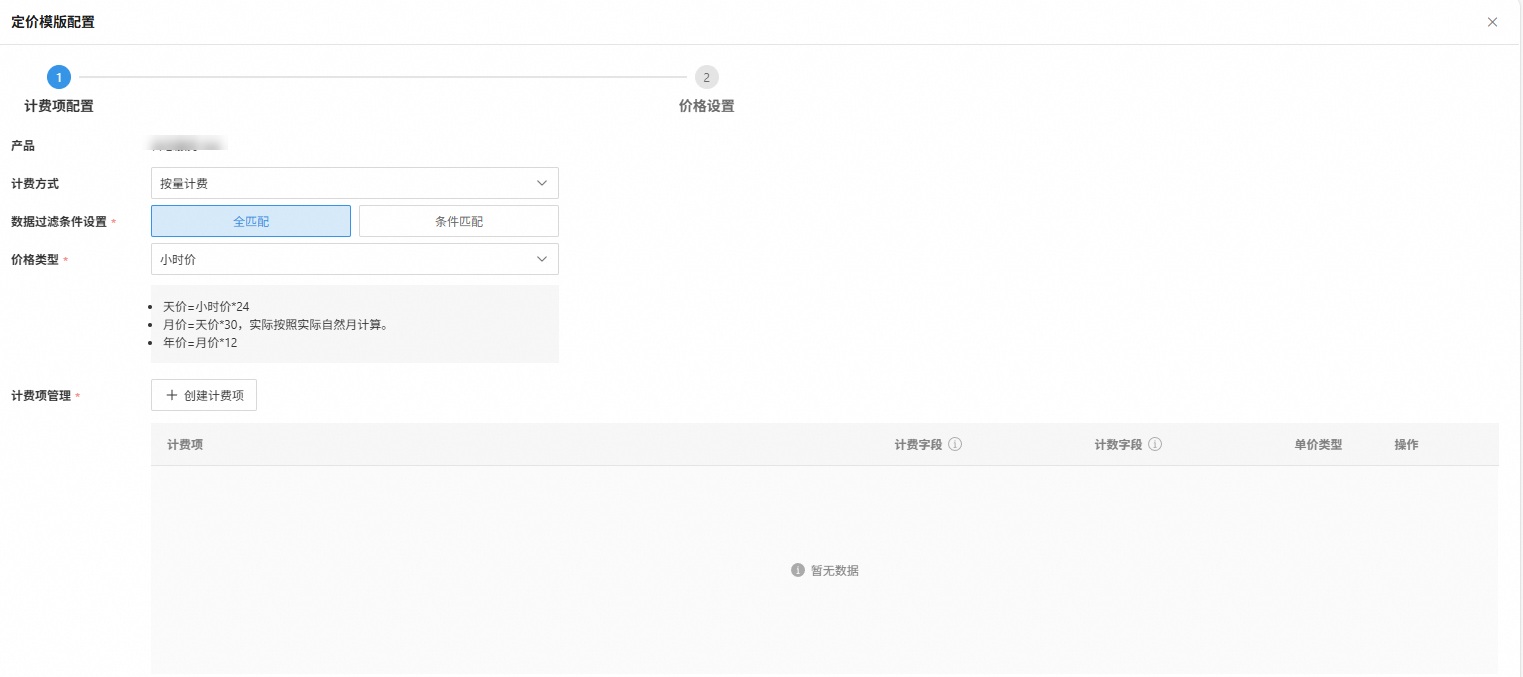 定价模版配置
1
2
计费项配置
价格设置
产品
计费方式
按量计费
数据过滤条件设置 *
全匹配
条件匹配
价格类型 *
小时价
天价=小时价*24
月价=天价*30，实际按照实际自然月计算。
年价=月价*12
计费项管理 *
创建计费项
计费项 计费字段 计数字段 单价类型 操作
暂无数据